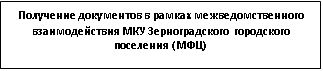 Получение документов в рамках межведомственного
взаимодействия МКУ Зерноградского городского
поселения (МФЦ)